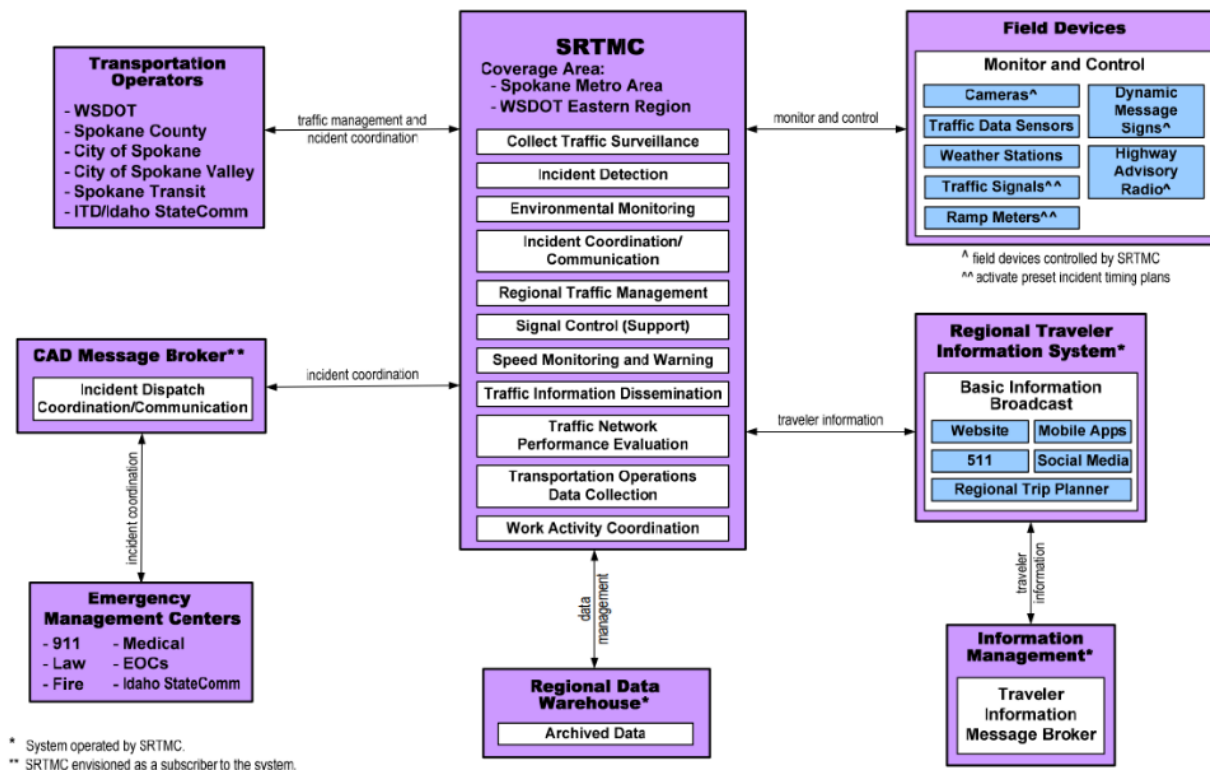 Transportation
Operators
- WSDOT
- Spokane County
- City of Spokane
- City of Spokane Valley
- Spokane Transit
- ITD/Idaho StateComm
traffic management and
ncident coordination
SRTMC
Coverage Area:
- Spokane Metro Area
- WSDOT Eastern Region
Collect Traffic Surveillance
Incident Detection
Environmental Monitoring
Incident Coordination/
Communication
Regional Traffic Management
Signal Control (Support)
Speed Monitoring and Warning
Traffic Information Dissemination
Traffic Network
Performance Evaluation
Transportation Operations
Data Collection
Work Activity Coordination
monitor and control
Field Devices
Monitor and Control
Cameras^
Traffic Data Sensors
Weather Stations
Traffic Signals^^
Ramp Meters^^
Dynamic
Message
Signs^
Highway
Advisory
Radio^
^ field devices controlled by SRTMC
^^ activate preset incident timing plans
CAD Message Broker**
Incident Dispatch
Coordination/Communication
incident coordination
incident coordination
Emergency
Management Centers
- 911 - Medical
- Law - EOCs
- Fire - Idaho StateComm
traveler information
Regional Traveler
Information System*
Basic Information
Broadcast
Website Mobile Apps
511 Social Media
Regional Trip Planner
traveler
information
Information
Management*
Traveler
Information
Message Broker
data
management
Regional Data
Warehouse*
Archived Data
* System operated by SRTMC.
** SRTMC envisioned as a subscriber to the system.